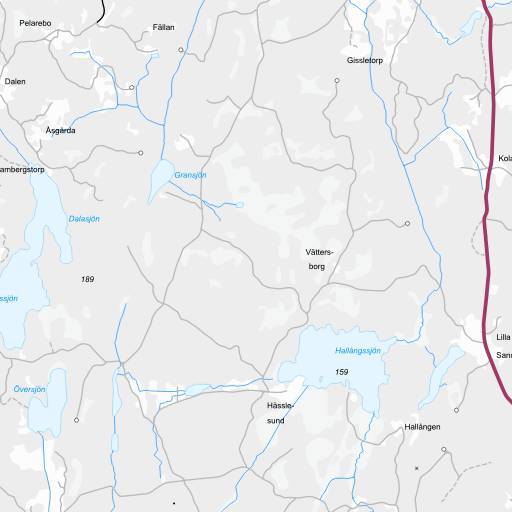 Pelarebo
Fällan
Gissletorp
Dalen
Åsgårda
Kola
ambergstorp
Gransjön
Dalasjön
Vätters-
borg
189
ssjön
Lilla
Hallångssjön
Sand
159
Översjön
Hässle-
sund
Hallången